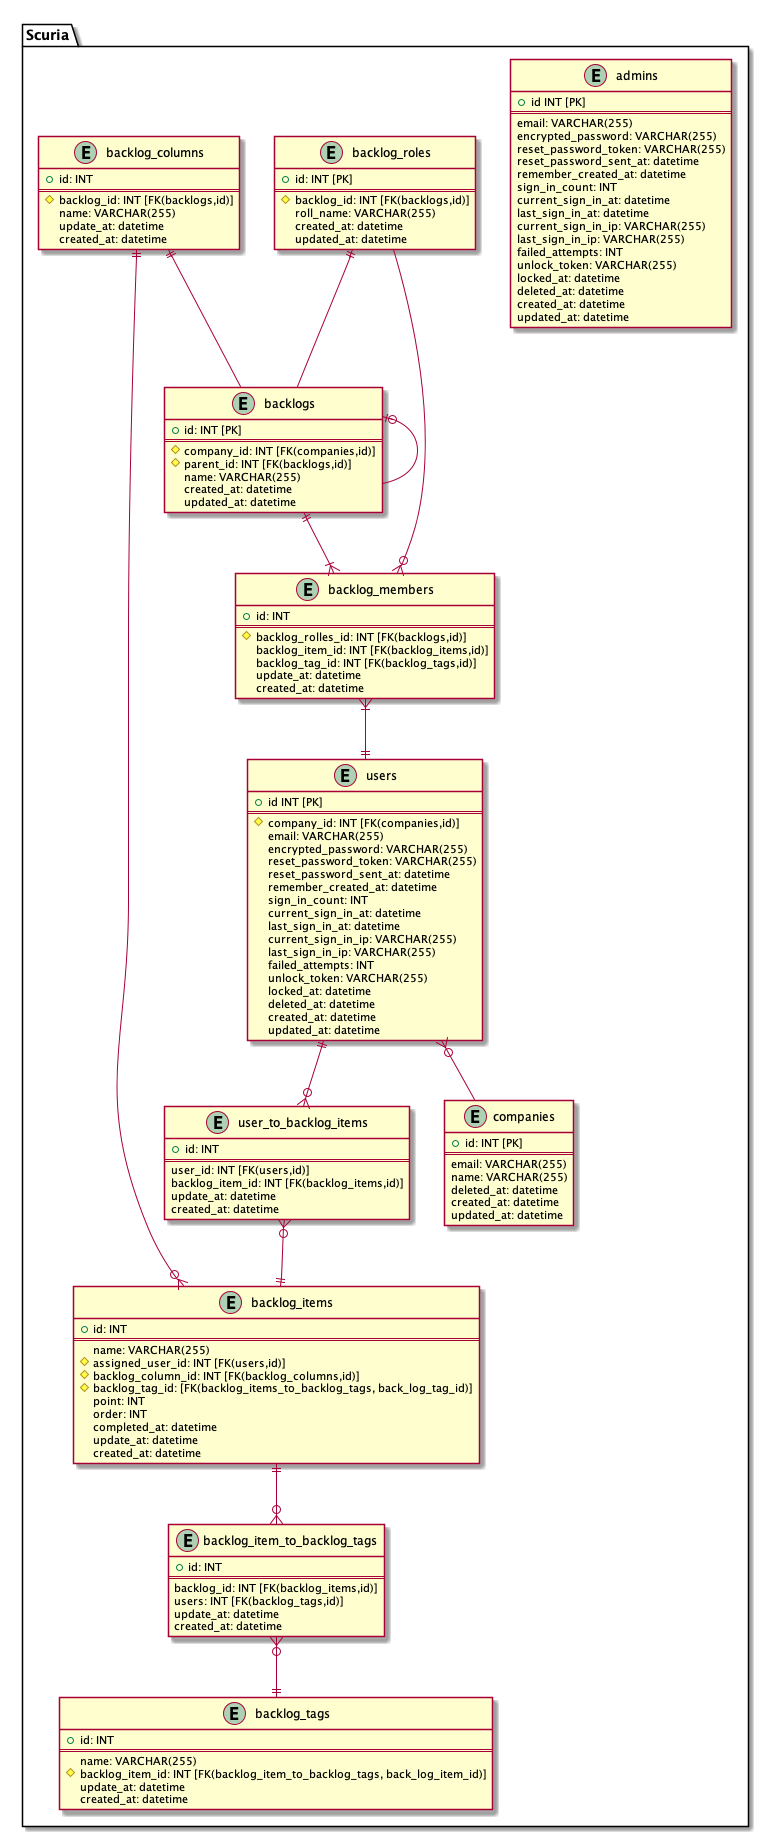 Scuria
E admins
id INT [PK]
email: VARCHAR(255)
encrypted_password: VARCHAR(255)
reset_password_token: VARCHAR(255)
reset_password_sent_at: datetime
remember_created_at: datetime
sign_in_count: INT
current_sign_in_at: datetime
last_sign_in_at: datetime
current_sign_in_ip: VARCHAR(255)
last_sign_in_ip: VARCHAR(255)
failed_attempts: INT
unlock_token: VARCHAR(255)
locked_at: datetime
deleted_at: datetime
created_at: datetime
updated_at: datetime
E backlog_columns
id: INT
backlog_id: INT [FK(backlogs,id)]
name: VARCHAR(255)
update_at: datetime
created_at: datetime
E backlog_roles
id: INT [PK]
backlog_id: INT [FK(backlogs,id)]
roll_name: VARCHAR(255)
created_at: datetime
updated_at: datetime
E backlogs
id: INT [PK]
company_id: INT [FK(companies,id)]
parent_id: INT [FK(backlogs,id)]
name: VARCHAR(255)
created_at: datetime
updated_at: datetime
E backlog_members
id: INT
backlog_rolles_id: INT [FK(backlogs,id)]
backlog_item_id: INT [FK(backlog_items,id)]
backlog_tag_id: INT [FK(backlog_tags,id)]
update_at: datetime
created_at: datetime
E users
id INT [PK]
company_id: INT [FK(companies,id)]
email: VARCHAR(255)
encrypted_password: VARCHAR(255)
reset_password_token: VARCHAR(255)
reset_password_sent_at: datetime
remember_created_at: datetime
sign_in_count: INT
current_sign_in_at: datetime
last_sign_in_at: datetime
current_sign_in_ip: VARCHAR(255)
last_sign_in_ip: VARCHAR(255)
failed_attempts: INT
unlock_token: VARCHAR(255)
locked_at: datetime
deleted_at: datetime
created_at: datetime
updated_at: datetime
E user_to_backlog_items
id: INT
user_id: INT [FK(users,id)]
backlog_item_id: INT [FK(backlog_items,id)]
update_at: datetime
created_at: datetime
E companies
id: INT [PK]
email: VARCHAR(255)
name: VARCHAR(255)
deleted_at: datetime
created_at: datetime
updated_at: datetime
E backlog_items
id: INT
name: VARCHAR(255)
assigned_user_id: INT [FK(users,id)]
backlog_column_id: INT [FK(backlog_columns,id)]
backlog_tag_id: [FK(backlog_items_to_backlog_tags, back_log_tag_id)]
point: INT
order: INT
completed_at: datetime
update_at: datetime
created_at: datetime
E backlog_item_to_backlog_tags
id: INT
backlog_id: INT [FK(backlog_items,id)]
users: INT [FK(backlog_tags,id)]
update_at: datetime
created_at: datetime
E backlog_tags
id: INT
name: VARCHAR(255)
backlog_item_id: INT [FK(backlog_item_to_backlog_tags, back_log_item_id)]
update_at: datetime
created_at: datetime